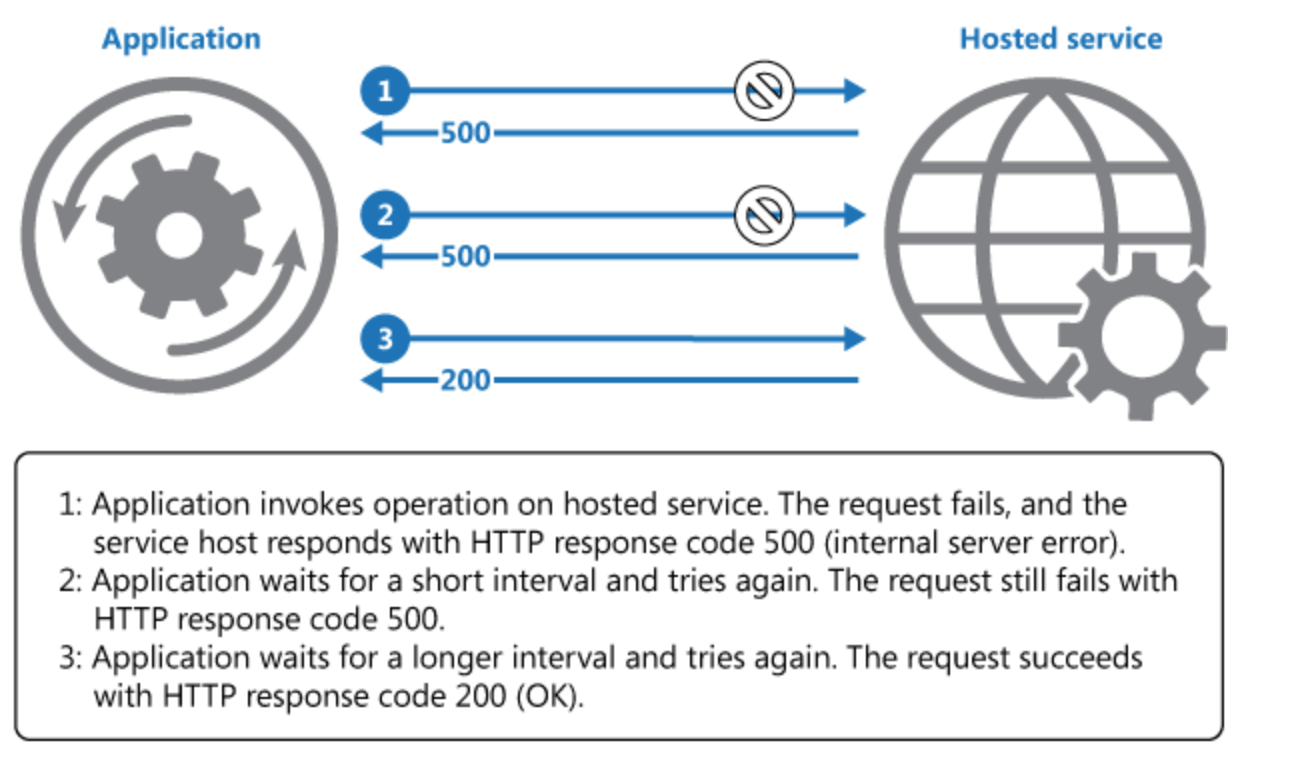 Application
Hosted service
1
500
2
500
3
200
1: Application invokes operation on hosted service. The request fails, and the
service host responds with HTTP response code 500 (internal server error).
2: Application waits for a short interval and tries again. The request still fails with
HTTP response code 500.
3: Application waits for a longer interval and tries again. The request succeeds
with HTTP response code 200 (OK).